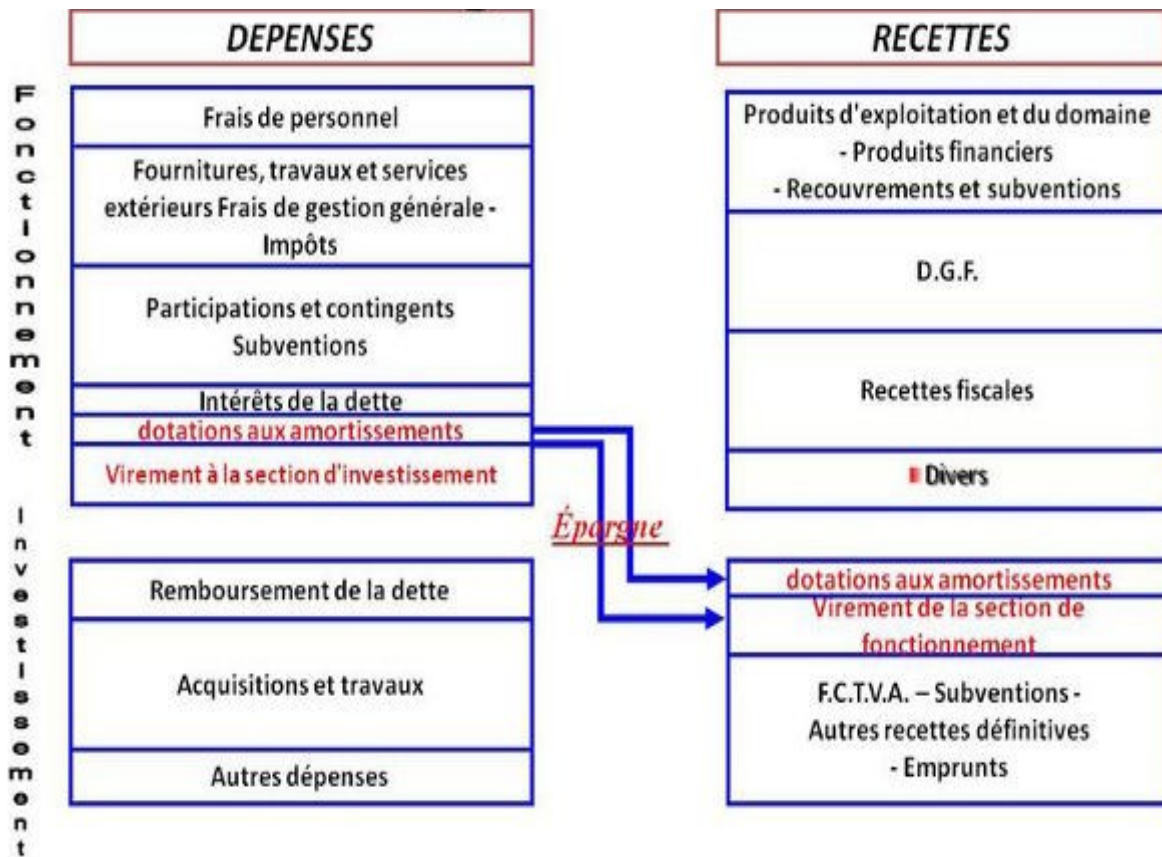 DEPENSES
RECETTES
Fonctionnement
Frais de personnel
Fournitures, travaux et services
extérieurs Frais de gestion générale -
Impôts
Participations et contingents
Subventions
Intérêts de la dette
dotations aux amortissements
Virement à la section d'investissement
Produits d'exploitation et du domaine
- Produits financiers
- Recouvrements et subventions
D.G.F.
Recettes fiscales
Divers
Épargne
Investissement
Remboursement de la dette
Acquisitions et travaux
Autres dépenses
dotations aux amortissements
Virement de la section de
fonctionnement
F.C.T.V.A. – Subventions -
Autres recettes définitives
- Emprunts